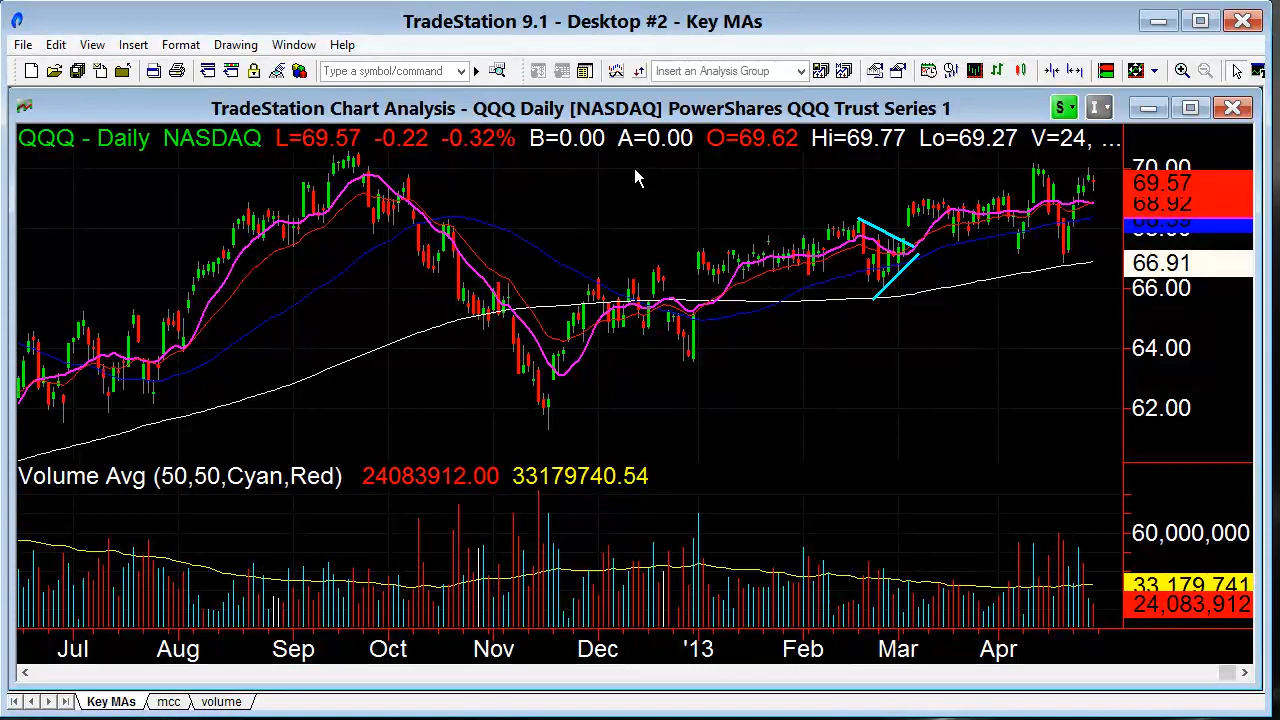 TradeStation 9.1 - Desktop #2 - Key MAs
File Edit View Insert Format Drawing Window Help
Type a symbol/command Insert an Analysis Group
TradeStation Chart Analysis - QQQ Daily [NASDAQ] PowerShares QQQ Trust Series 1
S I
QQQ - Daily NASDAQ L=69.57 -0.22 -0.32% B=0.00 A=0.00 O=69.62 Hi=69.77 Lo=69.27 V=24, ...
70.00
69.57
68.92
68.00
66.91
66.00
64.00
62.00
Volume Avg (50,50,Cyan,Red) 24083912.00 33179740.54
60,000,000
33,179,741
24,083,912
Jul Aug Sep Oct Nov Dec '13 Feb Mar Apr
Key MAs mcc volume